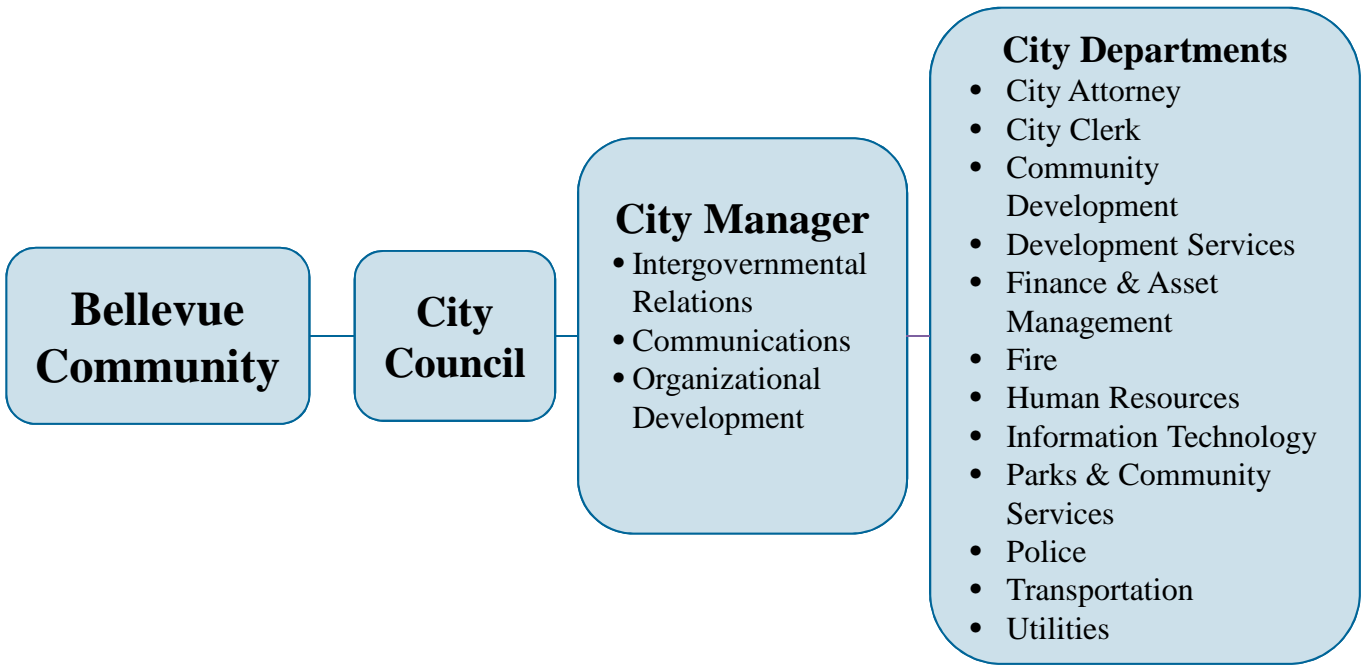 Bellevue
Community
City
Council
City Manager
• Intergovernmental
Relations
• Communications
• Organizational
Development
City Departments
• City Attorney
• City Clerk
• Community
Development
• Development Services
• Finance & Asset
Management
• Fire
• Human Resources
• Information Technology
• Parks & Community
Services
• Police
• Transportation
• Utilities